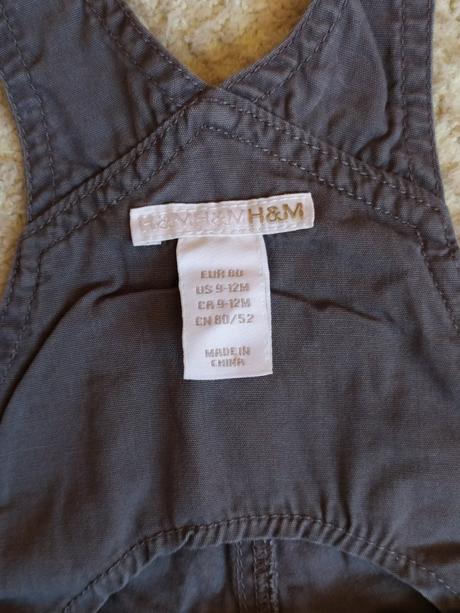 H&M H&M H&M
EUR 80
US 9-12M
CA 9-12M
CN 80/52
MADE IN
CHINA